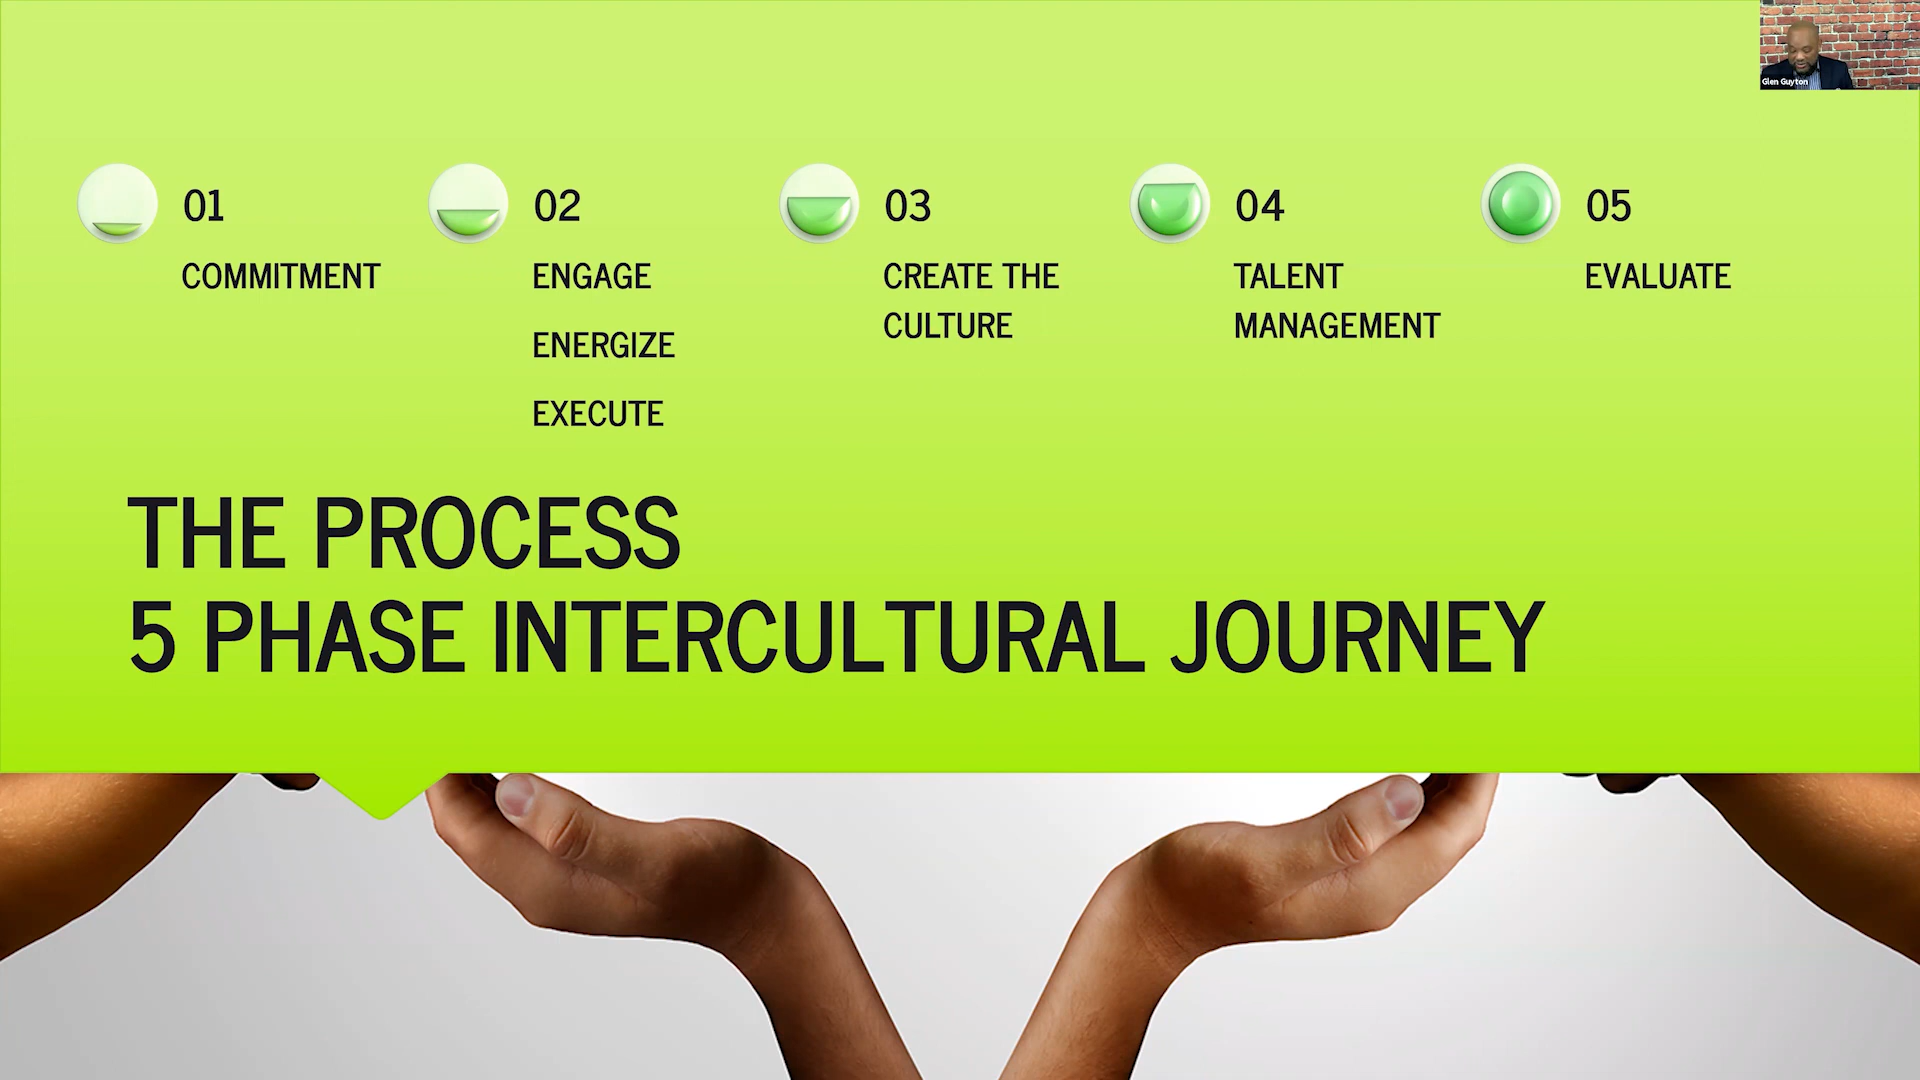 Glen Guyton
01
COMMITMENT
02
ENGAGE
ENERGIZE
EXECUTE
03
CREATE THE
CULTURE
04
TALENT
MANAGEMENT
05
EVALUATE
THE PROCESS
5 PHASE INTERCULTURAL JOURNEY